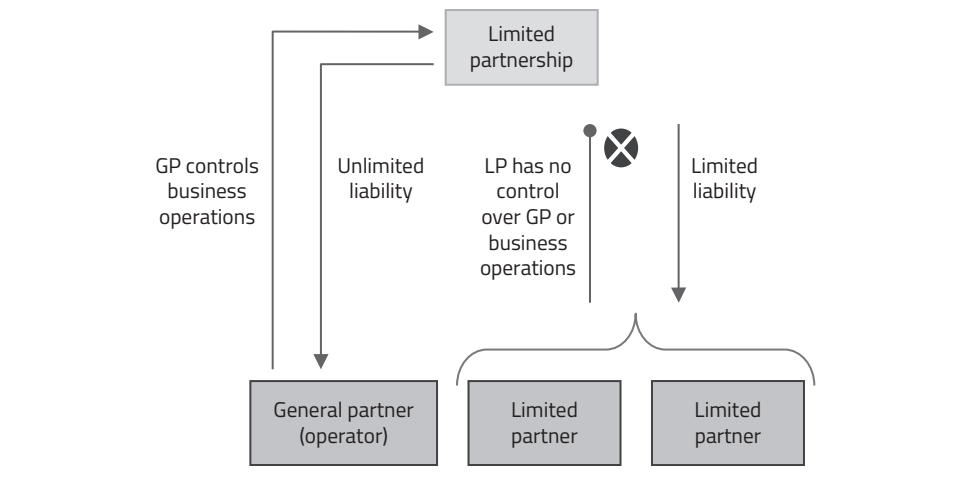 Limited
partnership
GP controls
business
operations
Unlimited
liability
LP has no
control
over GP or
business
operations
Limited
liability
General partner
(operator)
Limited
partner
Limited
partner